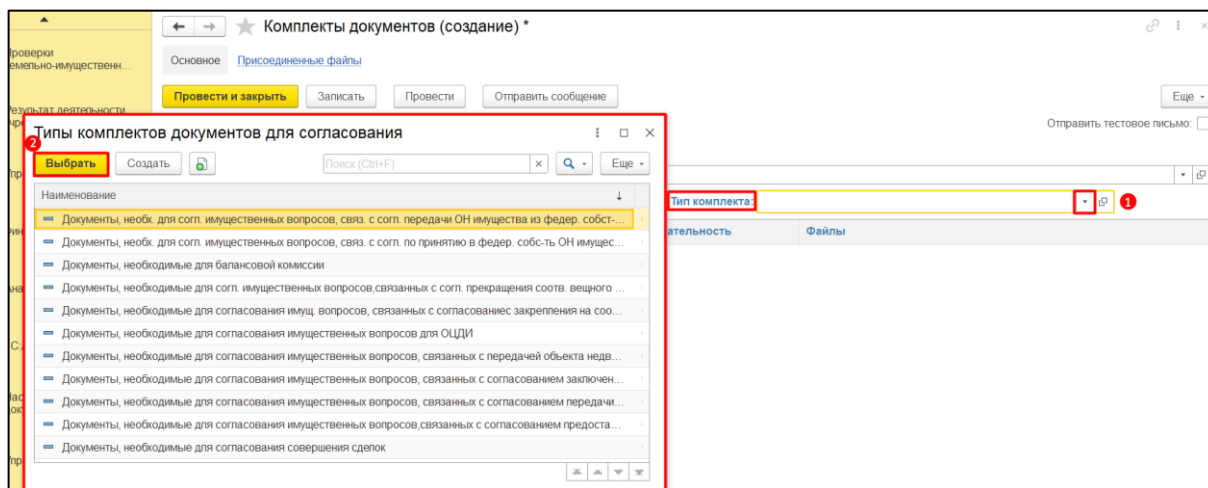 Комплекты документов (создание) *
Основное Присоединенные файлы
Провести и закрыть Записать Провести Отправить сообщение Еще
Отправить тестовое письмо:
Типы комплектов документов для согласования
2
Выбрать Создать Поиск (Ctrl+F) Еще
Тип комплекта: 1
Наименование
Файлы
Документы, необх. для согл. имущественных вопросов, связ. с согл. передачи ОН имущества из федер. собст-...
Документы, необх. для согл. имущественных вопросов, связ. с согл. по принятию в федер. собс-ть ОН имущес...
Документы, необходимые для балансовой комиссии
Документы, необходимые для согл. имущественных вопросов,связанных с согл. прекращения соотв. вещного ...
Документы, необходимые для согласования имущ. вопросов, связанных с согласованиес закрепления на соо...
Документы, необходимые для согласования имущественных вопросов для ОЦДИ
Документы, необходимые для согласования имущественных вопросов, связанных с передачей объекта недв...
Документы, необходимые для согласования имущественных вопросов, связанных с согласованием заключен...
Документы, необходимые для согласования имущественных вопросов, связанных с согласованием передачи...
Документы, необходимые для согласования имущественных вопросов,связанных с согласованием предоста...
Документы, необходимые для согласования совершения сделок